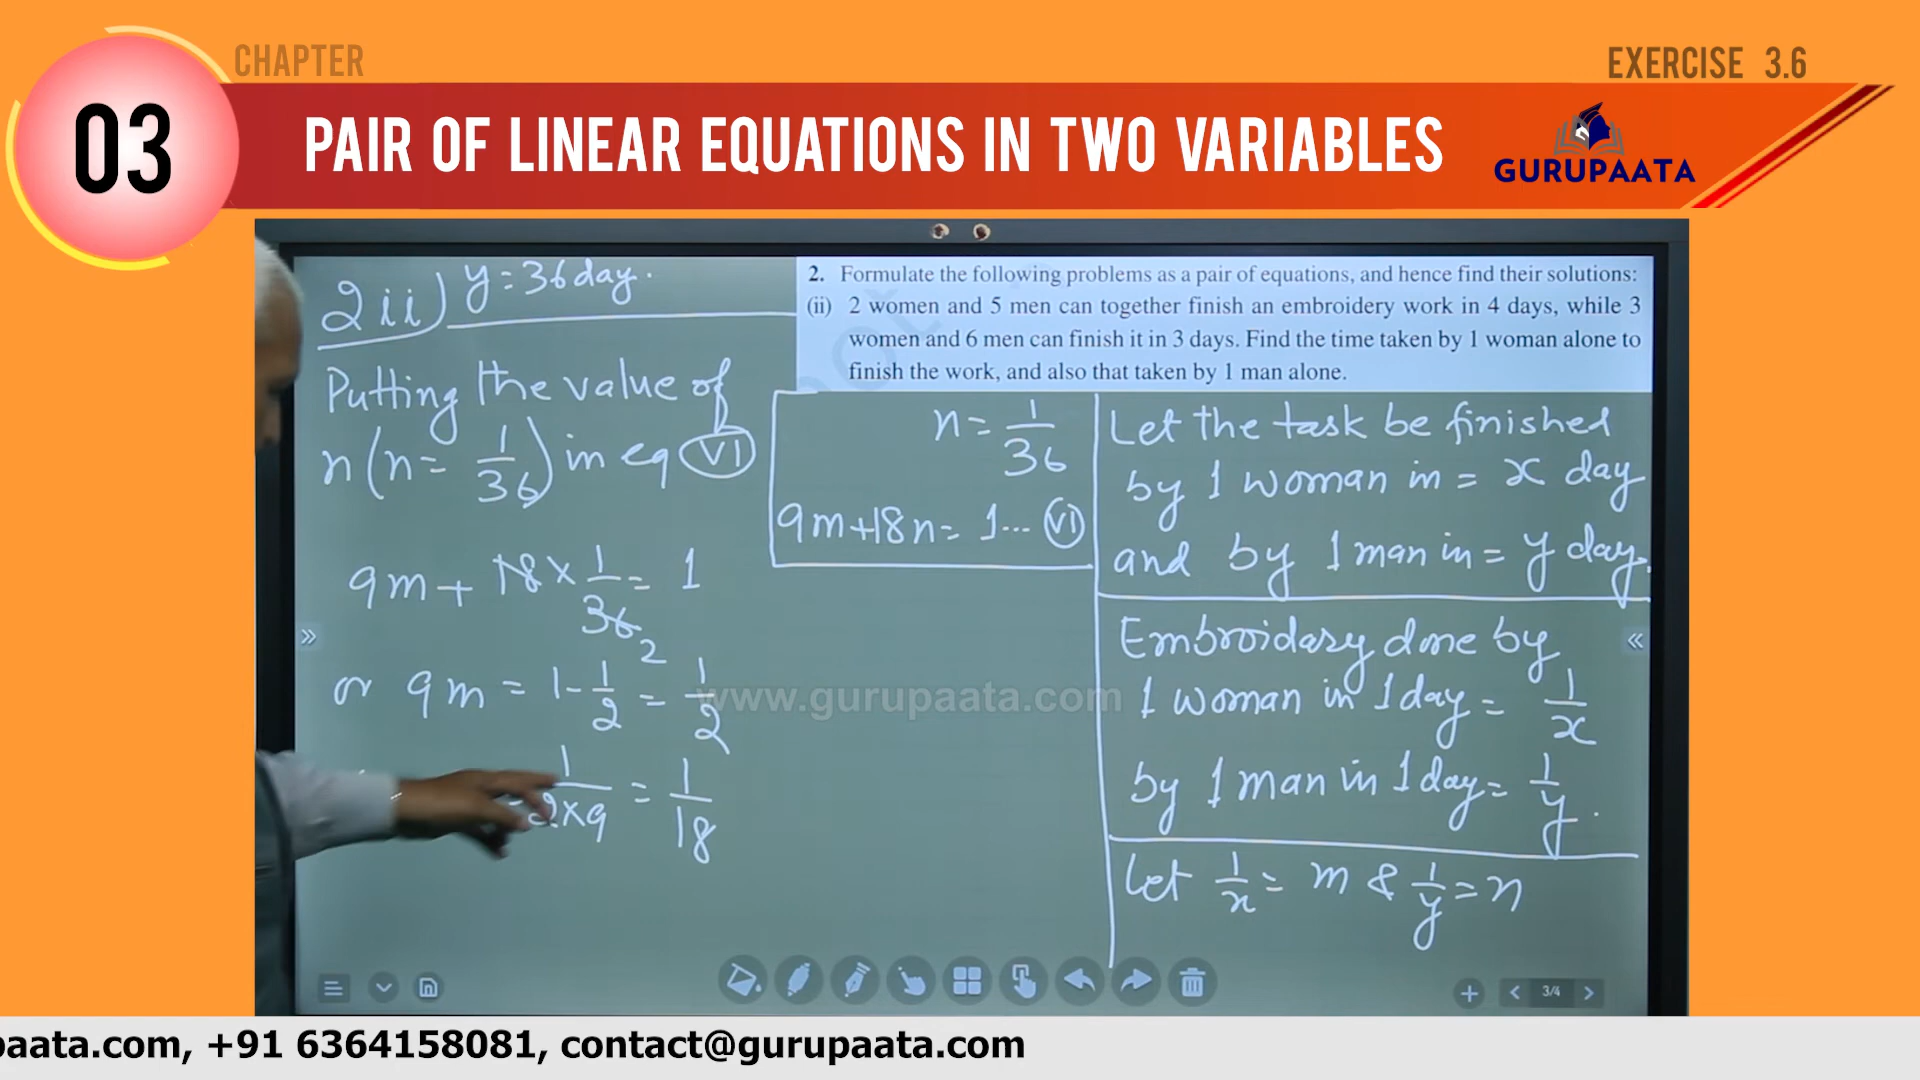 CHAPTER
EXERCISE 3.6
03
PAIR OF LINEAR EQUATIONS IN TWO VARIABLES
GURUPAATA
2ii) y = 36 day.
2. Formulate the following problems as a pair of equations, and hence find their solutions:
(ii) 2 women and 5 men can together finish an embroidery work in 4 days, while 3
women and 6 men can finish it in 3 days. Find the time taken by 1 woman alone to
finish the work, and also that taken by 1 man alone.
Putting the value of
n (n = 1/36) in eq VI
9m + 18 × 1/36 = 1
2
or 9m = 1 - 1/2 = 1/2
1/2×9 = 1/18
n = 1/36
9m + 18n = 1... VI
Let the task be finished
by 1 woman in = x day
and by 1 man in = y day.
Embroidary done by
1 woman in 1 day = 1/x
by 1 man in 1 day = 1/y.
Let 1/x = m & 1/y = n
www.gurupaata.com
3/4
paata.com, +91 6364158081, contact@gurupaata.com